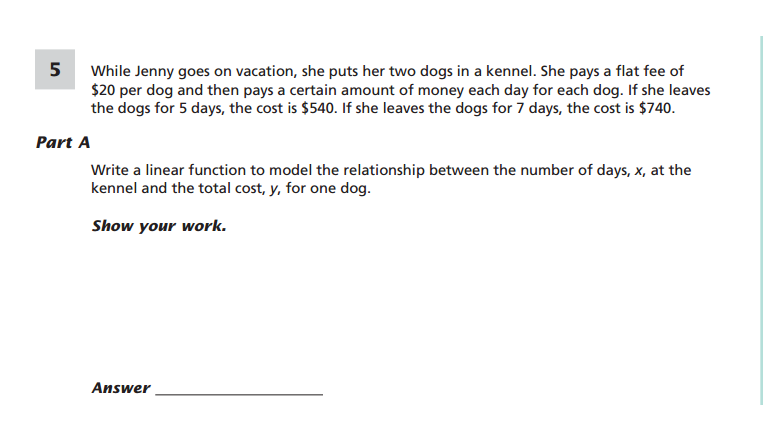 5
While Jenny goes on vacation, she puts her two dogs in a kennel. She pays a flat fee of
$20 per dog and then pays a certain amount of money each day for each dog. If she leaves
the dogs for 5 days, the cost is $540. If she leaves the dogs for 7 days, the cost is $740.
Part A
Write a linear function to model the relationship between the number of days, x, at the
kennel and the total cost, y, for one dog.
Show your work.
Answer